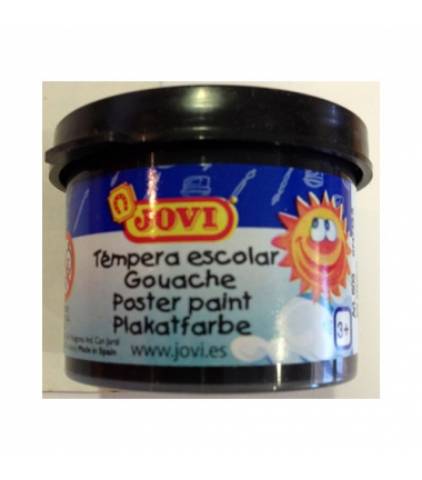 JOVI
Témpera escolar
Gouache
Poster paint
Plakatfarbe
www.jovi.es
Made in Spain
3+